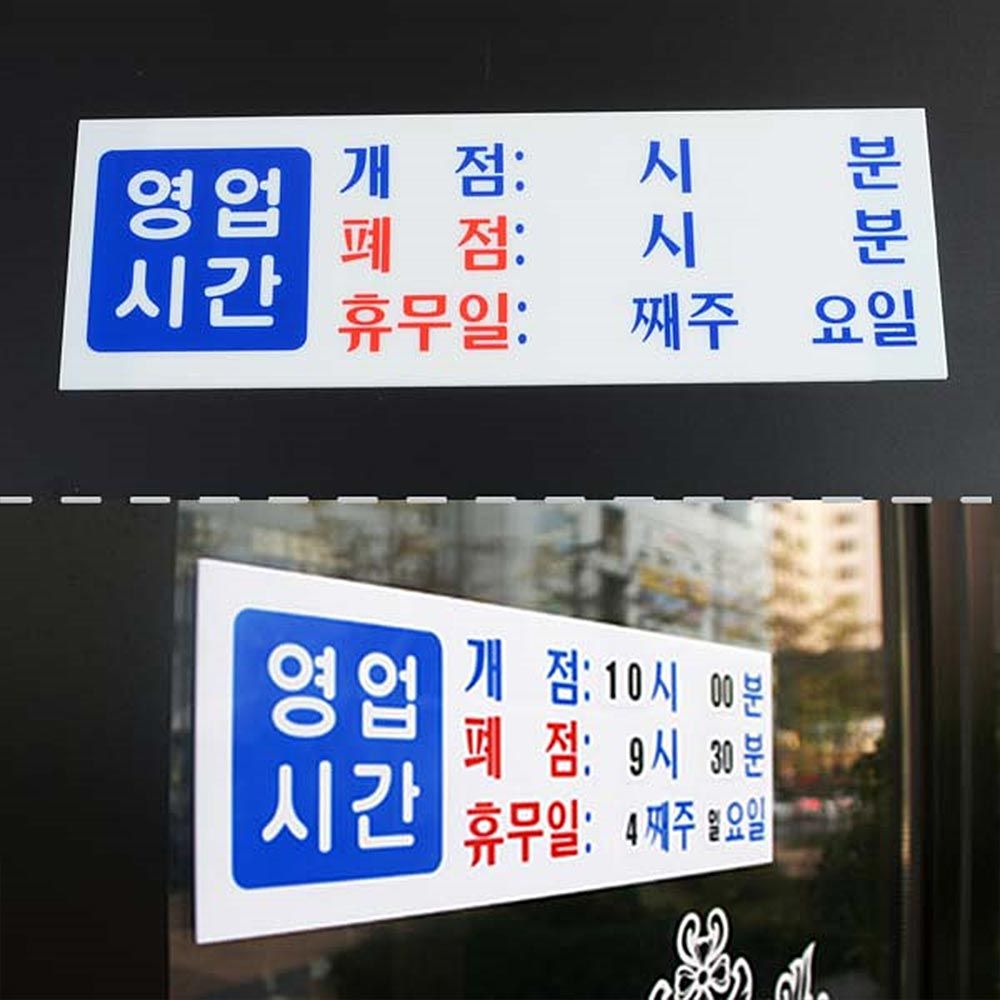 영업
시간
개 점: 시 분
폐 점: 시 분
휴무일: 째주 요일
영업
시간
개 점: 10시 00분
폐 점: 9시 30분
휴무일: 4째주 월요일